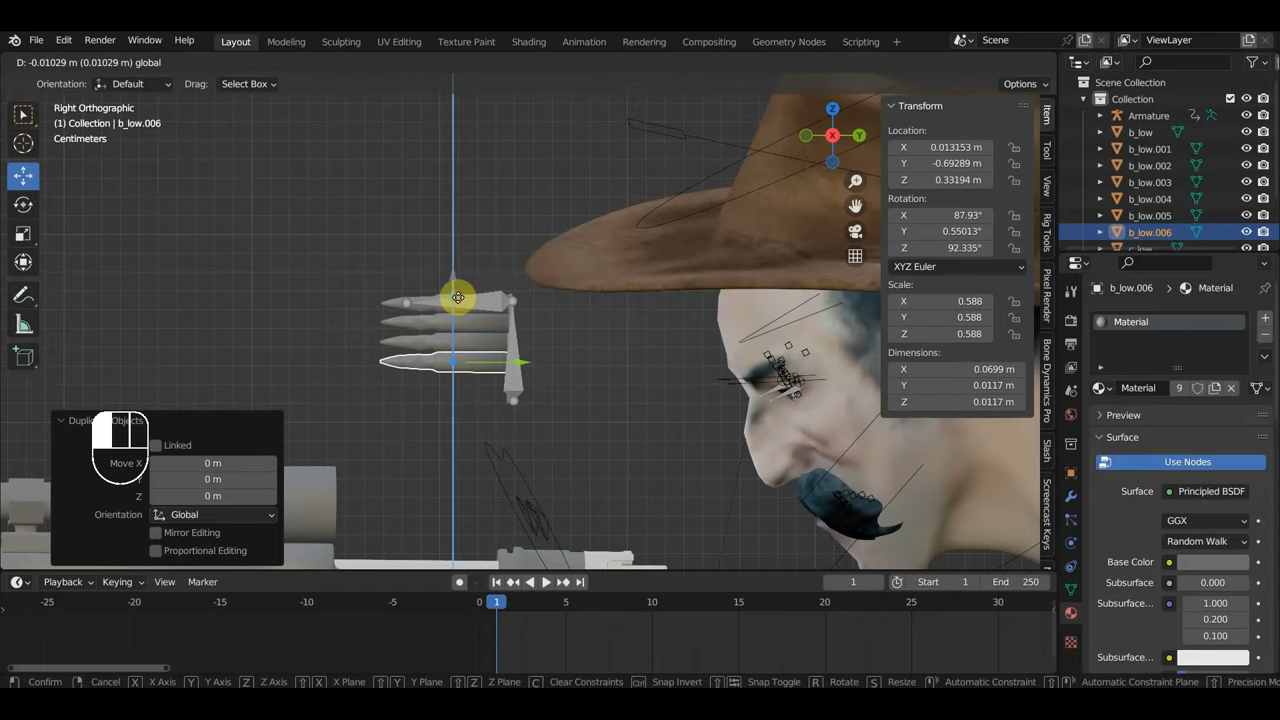 File Edit Render Window Help Layout Modeling Sculpting UV Editing Texture Paint Shading Animation Rendering Compositing Geometry Nodes Scripting + Scene ViewLayer
D: -0.01029 m (0.01029 m) global
Orientation: Default Drag: Select Box Options
Right Orthographic
(1) Collection | b_low.006
Centimeters
Transform
Location:
X 0.013153 m
Y -0.69289 m
Z 0.33194 m
Rotation:
X 87.93°
Y 0.55013°
Z 92.335°
XYZ Euler
Scale:
X 0.588
Y 0.588
Z 0.588
Dimensions:
X 0.0699 m
Y 0.0117 m
Z 0.0117 m
Z
Y
X
Item
Tool
View
Rig Tools
Pixel Render
Bone Dynamics Pro
Slash
Screencast Keys
Scene Collection
Collection
Armature
b_low
b_low.001
b_low.002
b_low.003
b_low.004
b_low.005
b_low.006
b_low.006 Material
Material
Material 9
Preview
Surface
Use Nodes
Surface Principled BSDF
GGX
Random Walk
Base Color
Subsurface 0.000
Subsurface… 1.000
0.200
0.100
Subsurface…
Linked
Move X 0 m
0 m
Z 0 m
Orientation Global
Mirror Editing
Proportional Editing
Playback Keying View Marker 1 Start 1 End 250
-25 -20 -15 -10 -5 0 1 5 10 15 20 25 30
Confirm Cancel X X Axis Y Y Axis Z Z Axis X X Plane Y Y Plane Z Z Plane C Clear Constraints Ctrl Snap Invert Snap Toggle R Rotate S Resize Automatic Constraint Automatic Constraint Plane Precision Mo